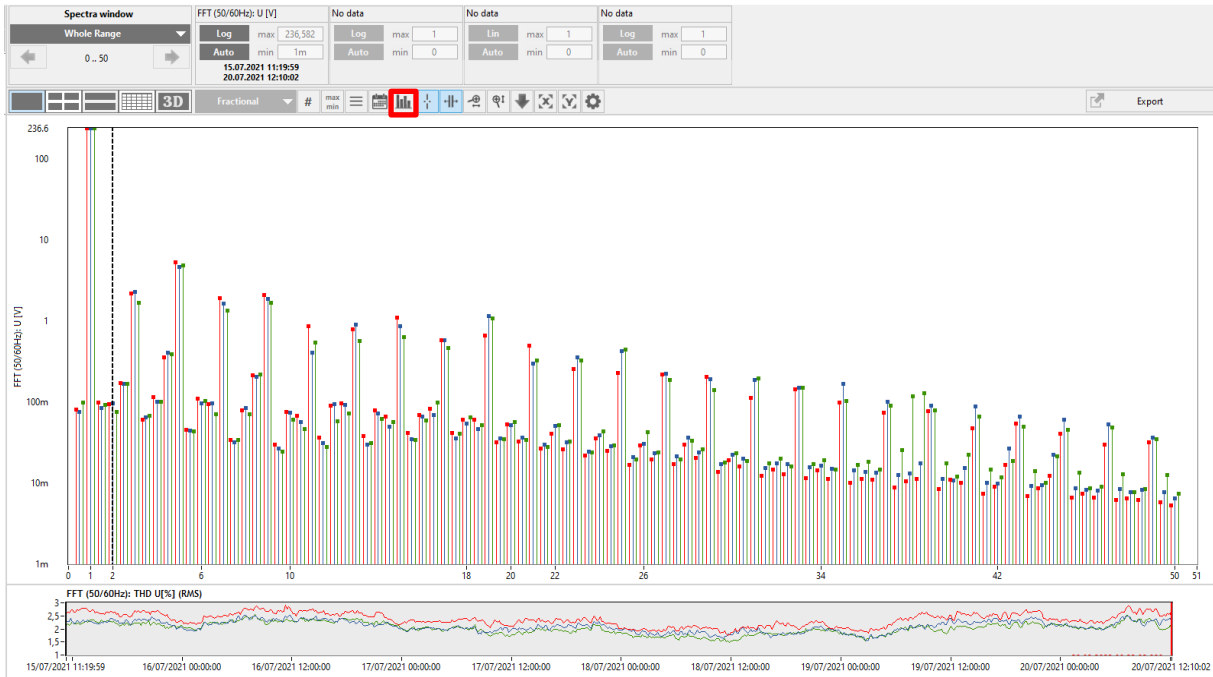 Spectra window
Whole Range
0 .. 50
FFT (50/60Hz): U [V]
Log max 236,582
Auto min 1m
15.07.2021 11:19:59
20.07.2021 12:10:02
No data
Log max 1
Auto min 0
No data
Lin max 1
Auto min 0
No data
Log max 1
Auto min 0
3D
Fractional
#
max
min
X
Y
Export
236.6
100
10
1
100m
10m
1m
FFT (50/60Hz): U [V]
0 1 2 6 10 18 20 22 26 34 42 50 51
FFT (50/60Hz): THD U[%] (RMS)
3
2,5
2
1,5
1
15/07/2021 11:19:59 16/07/2021 00:00:00 16/07/2021 12:00:00 17/07/2021 00:00:00 17/07/2021 12:00:00 18/07/2021 00:00:00 18/07/2021 12:00:00 19/07/2021 00:00:00 19/07/2021 12:00:00 20/07/2021 00:00:00 20/07/2021 12:10:02